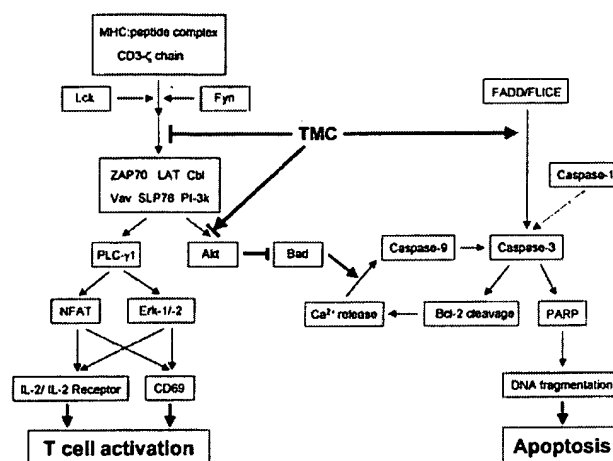 MHC:peptide complex
CD3-ζ chain
Lck
Fyn
FADD/FLICE
TMC
ZAP70 LAT Cbl
Vav SLP76 PI-3k
Caspase-1
PLC-γ1
Akt
Bad
Caspase-9
Caspase-3
NFAT
Erk-1/-2
Ca²⁺ release
Bcl-2 cleavage
PARP
IL-2/ IL-2 Receptor
CD69
DNA fragmentation
T cell activation
Apoptosis